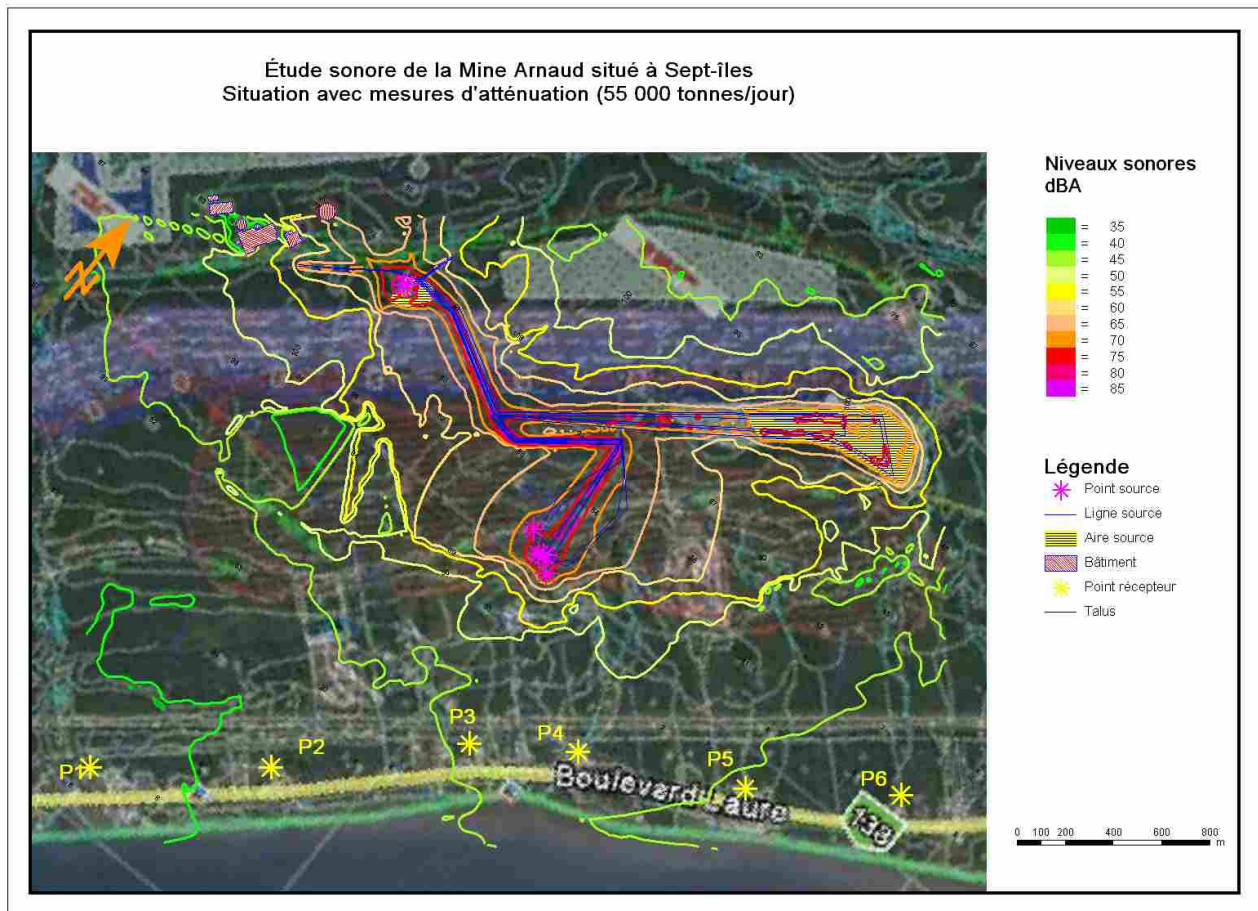 Étude sonore de la Mine Arnaud situé à Sept-îles
Situation avec mesures d'atténuation (55 000 tonnes/jour)
Niveaux sonores
dBA
= 35
= 40
= 45
= 50
= 55
= 60
= 65
= 70
= 75
= 80
= 85
Légende
Point source
Ligne source
Aire source
Bâtiment
Point récepteur
Talus
P1
P2
P3
P4
P5
P6
Boulevard Laure
138
0 100 200 400 600 800
m